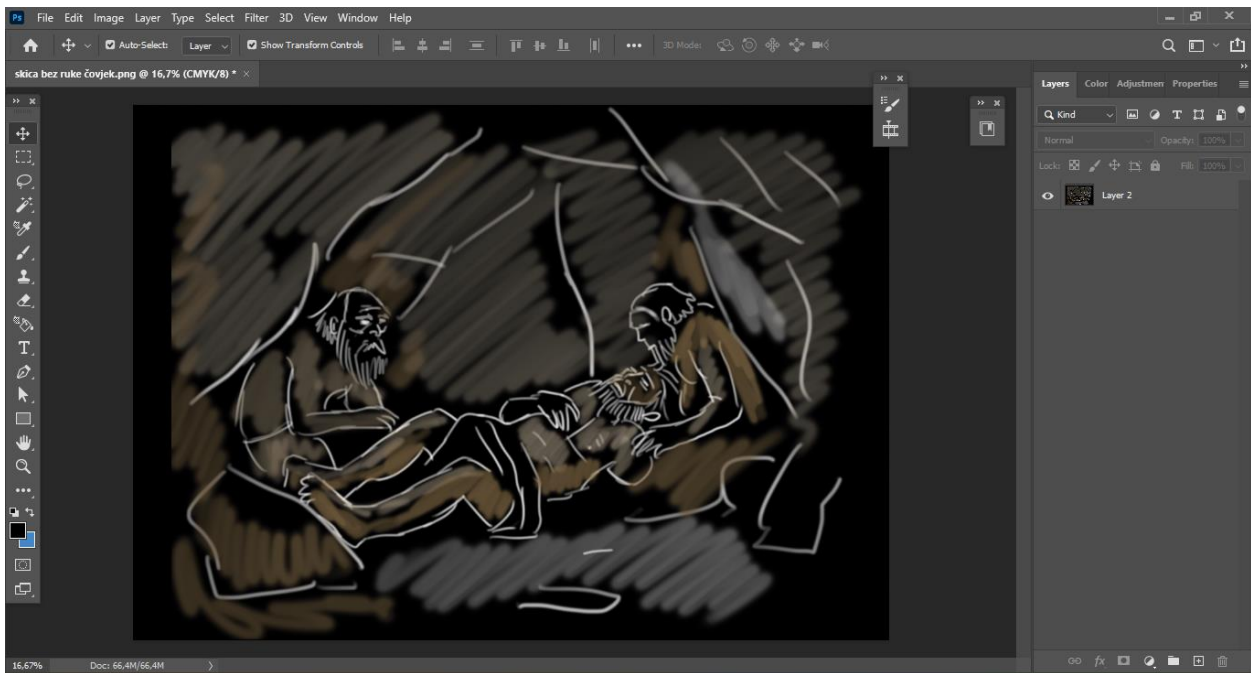 Ps File Edit Image Layer Type Select Filter 3D View Window Help
Auto-Select: Layer Show Transform Controls 3D Mode:
skica bez ruke čovjek.png @ 16,7% (CMYK/8) * ×
Layers Color Adjustmen Properties
Kind
Normal Opacity: 100%
Lock: Fill: 100%
Layer 2
16,67% Doc: 66,4M/66,4M